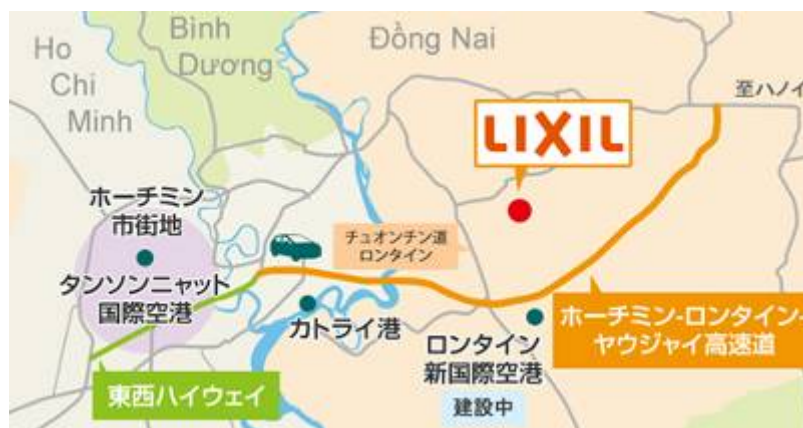 Bình
Dương
Đồng Nai
Ho
Chi
Minh
至ハノイ
LIXIL
ホーチミン
市街地
チュオンチン道
ロンタイン
タンソンニャット
国際空港
カトライ港
ロンタイン
新国際空港
建設中
ホーチミン-ロンタイン-
ヤウジャイ高速道
東西ハイウェイ